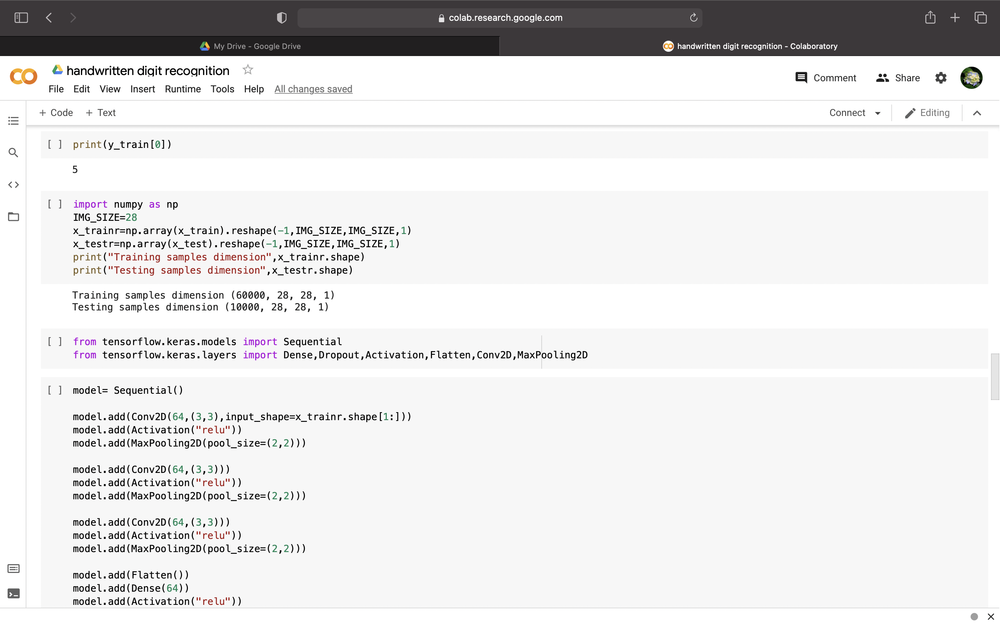 colab.research.google.com
My Drive - Google Drive
handwritten digit recognition - Colaboratory
handwritten digit recognition
File Edit View Insert Runtime Tools Help All changes saved
Comment Share
+ Code + Text
Connect Editing
[ ] print(y_train[0])
5
[ ] import numpy as np
IMG_SIZE=28
x_trainr=np.array(x_train).reshape(-1,IMG_SIZE,IMG_SIZE,1)
x_testr=np.array(x_test).reshape(-1,IMG_SIZE,IMG_SIZE,1)
print("Training samples dimension",x_trainr.shape)
print("Testing samples dimension",x_testr.shape)
Training samples dimension (60000, 28, 28, 1)
Testing samples dimension (10000, 28, 28, 1)
[ ] from tensorflow.keras.models import Sequential
from tensorflow.keras.layers import Dense,Dropout,Activation,Flatten,Conv2D,MaxPooling2D
[ ] model= Sequential()
model.add(Conv2D(64,(3,3),input_shape=x_trainr.shape[1:]))
model.add(Activation("relu"))
model.add(MaxPooling2D(pool_size=(2,2)))
model.add(Conv2D(64,(3,3)))
model.add(Activation("relu"))
model.add(MaxPooling2D(pool_size=(2,2)))
model.add(Conv2D(64,(3,3)))
model.add(Activation("relu"))
model.add(MaxPooling2D(pool_size=(2,2)))
model.add(Flatten())
model.add(Dense(64))
model.add(Activation("relu"))